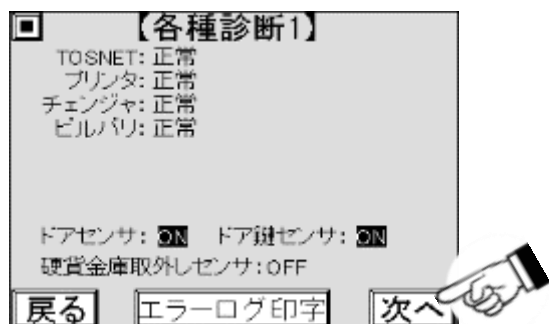 【各種診断1】
TOSNET: 正常
プリンタ: 正常
チェンジャ: 正常
ビルバリ: 正常
ドアセンサ: ON ドア鍵センサ: ON
硬貨金庫取外しセンサ:OFF
戻る エラーログ印字 次へ